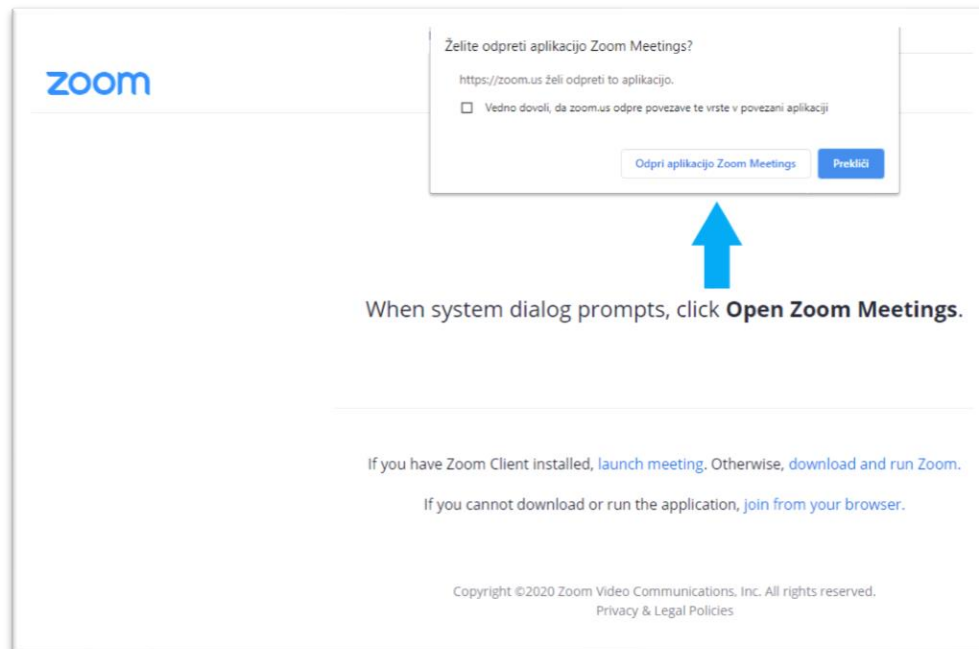 Želite odpreti aplikacijo Zoom Meetings?
zoom
https://zoom.us želi odpreti to aplikacijo.
Vedno dovoli, da zoom.us odpre povezave te vrste v povezani aplikaciji
Odpri aplikacijo Zoom Meetings Prekliči
When system dialog prompts, click Open Zoom Meetings.
If you have Zoom Client installed, launch meeting. Otherwise, download and run Zoom.
If you cannot download or run the application, join from your browser.
Copyright ©2020 Zoom Video Communications, Inc. All rights reserved.
Privacy & Legal Policies